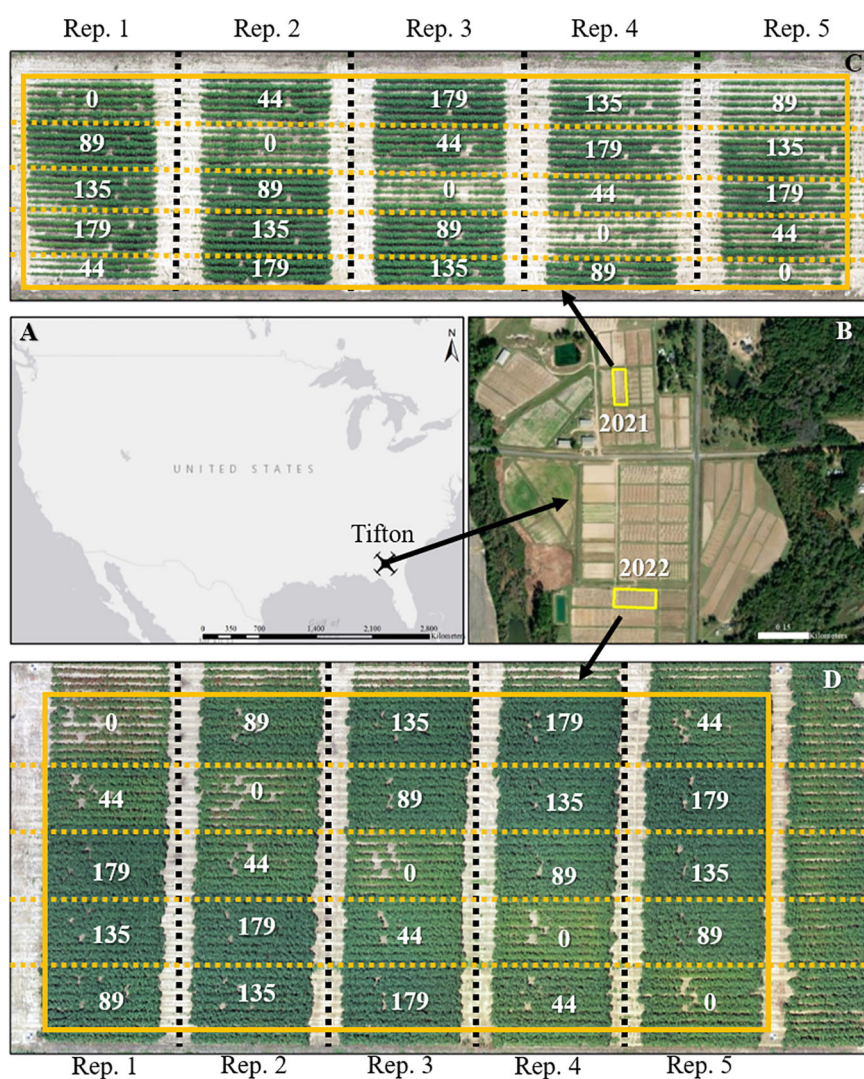 Rep. 1 Rep. 2 Rep. 3 Rep. 4 Rep. 5
C
0 44 179 135 89
89 0 44 179 135
135 89 0 44 179
179 135 89 0 44
44 179 135 89 0
A
N
UNITED STATES
Tifton
0 350 700 1,400 2,100 2,800
Kilometers
B
2021
2022
0.15
Kilometers
D
0 89 135 179 44
44 0 89 135 179
179 44 0 89 135
135 179 44 0 89
89 135 179 44 0
Rep. 1 Rep. 2 Rep. 3 Rep. 4 Rep. 5